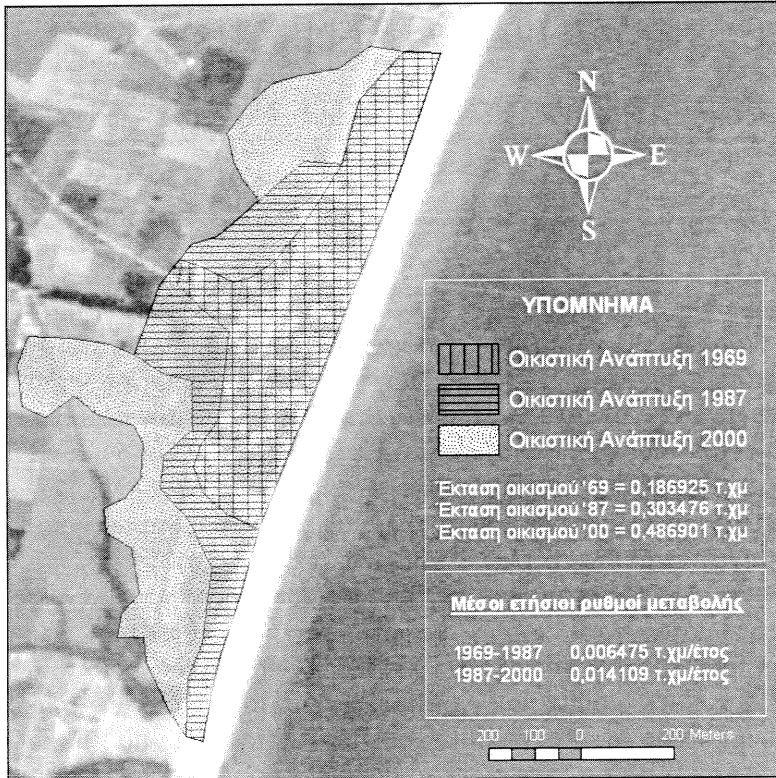 N
W E
S
ΥΠΟΜΝΗΜΑ
Οικιστική Ανάπτυξη 1969
Οικιστική Ανάπτυξη 1987
Οικιστική Ανάπτυξη 2000
Έκταση οικισμού '69 = 0,186925 τ.χμ
Έκταση οικισμού '87 = 0,303476 τ.χμ
Έκταση οικισμού '00 = 0,486901 τ.χμ
Μέσοι ετήσιοι ρυθμοί μεταβολής
1969-1987 0,006475 τ.χμ/έτος
1987-2000 0,014109 τ.χμ/έτος
200 100 0 200 Meters